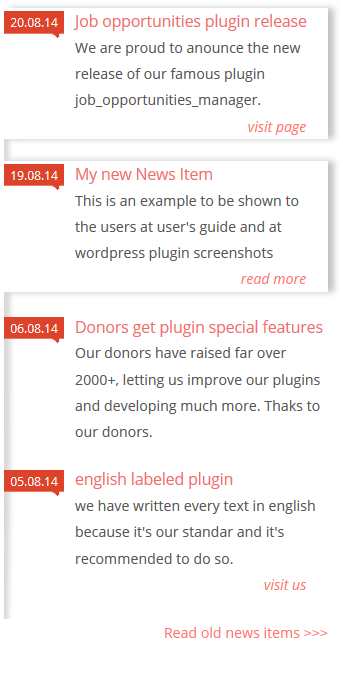 20.08.14 Job opportunities plugin release
We are proud to anounce the new
release of our famous plugin
job_opportunities_manager.
visit page
19.08.14 My new News Item
This is an example to be shown to
the users at user's guide and at
wordpress plugin screenshots
read more
06.08.14 Donors get plugin special features
Our donors have raised far over
2000+, letting us improve our plugins
and developing much more. Thaks to
our donors.
05.08.14 english labeled plugin
we have written every text in english
because it's our standar and it's
recommended to do so.
visit us
Read old news items >>>